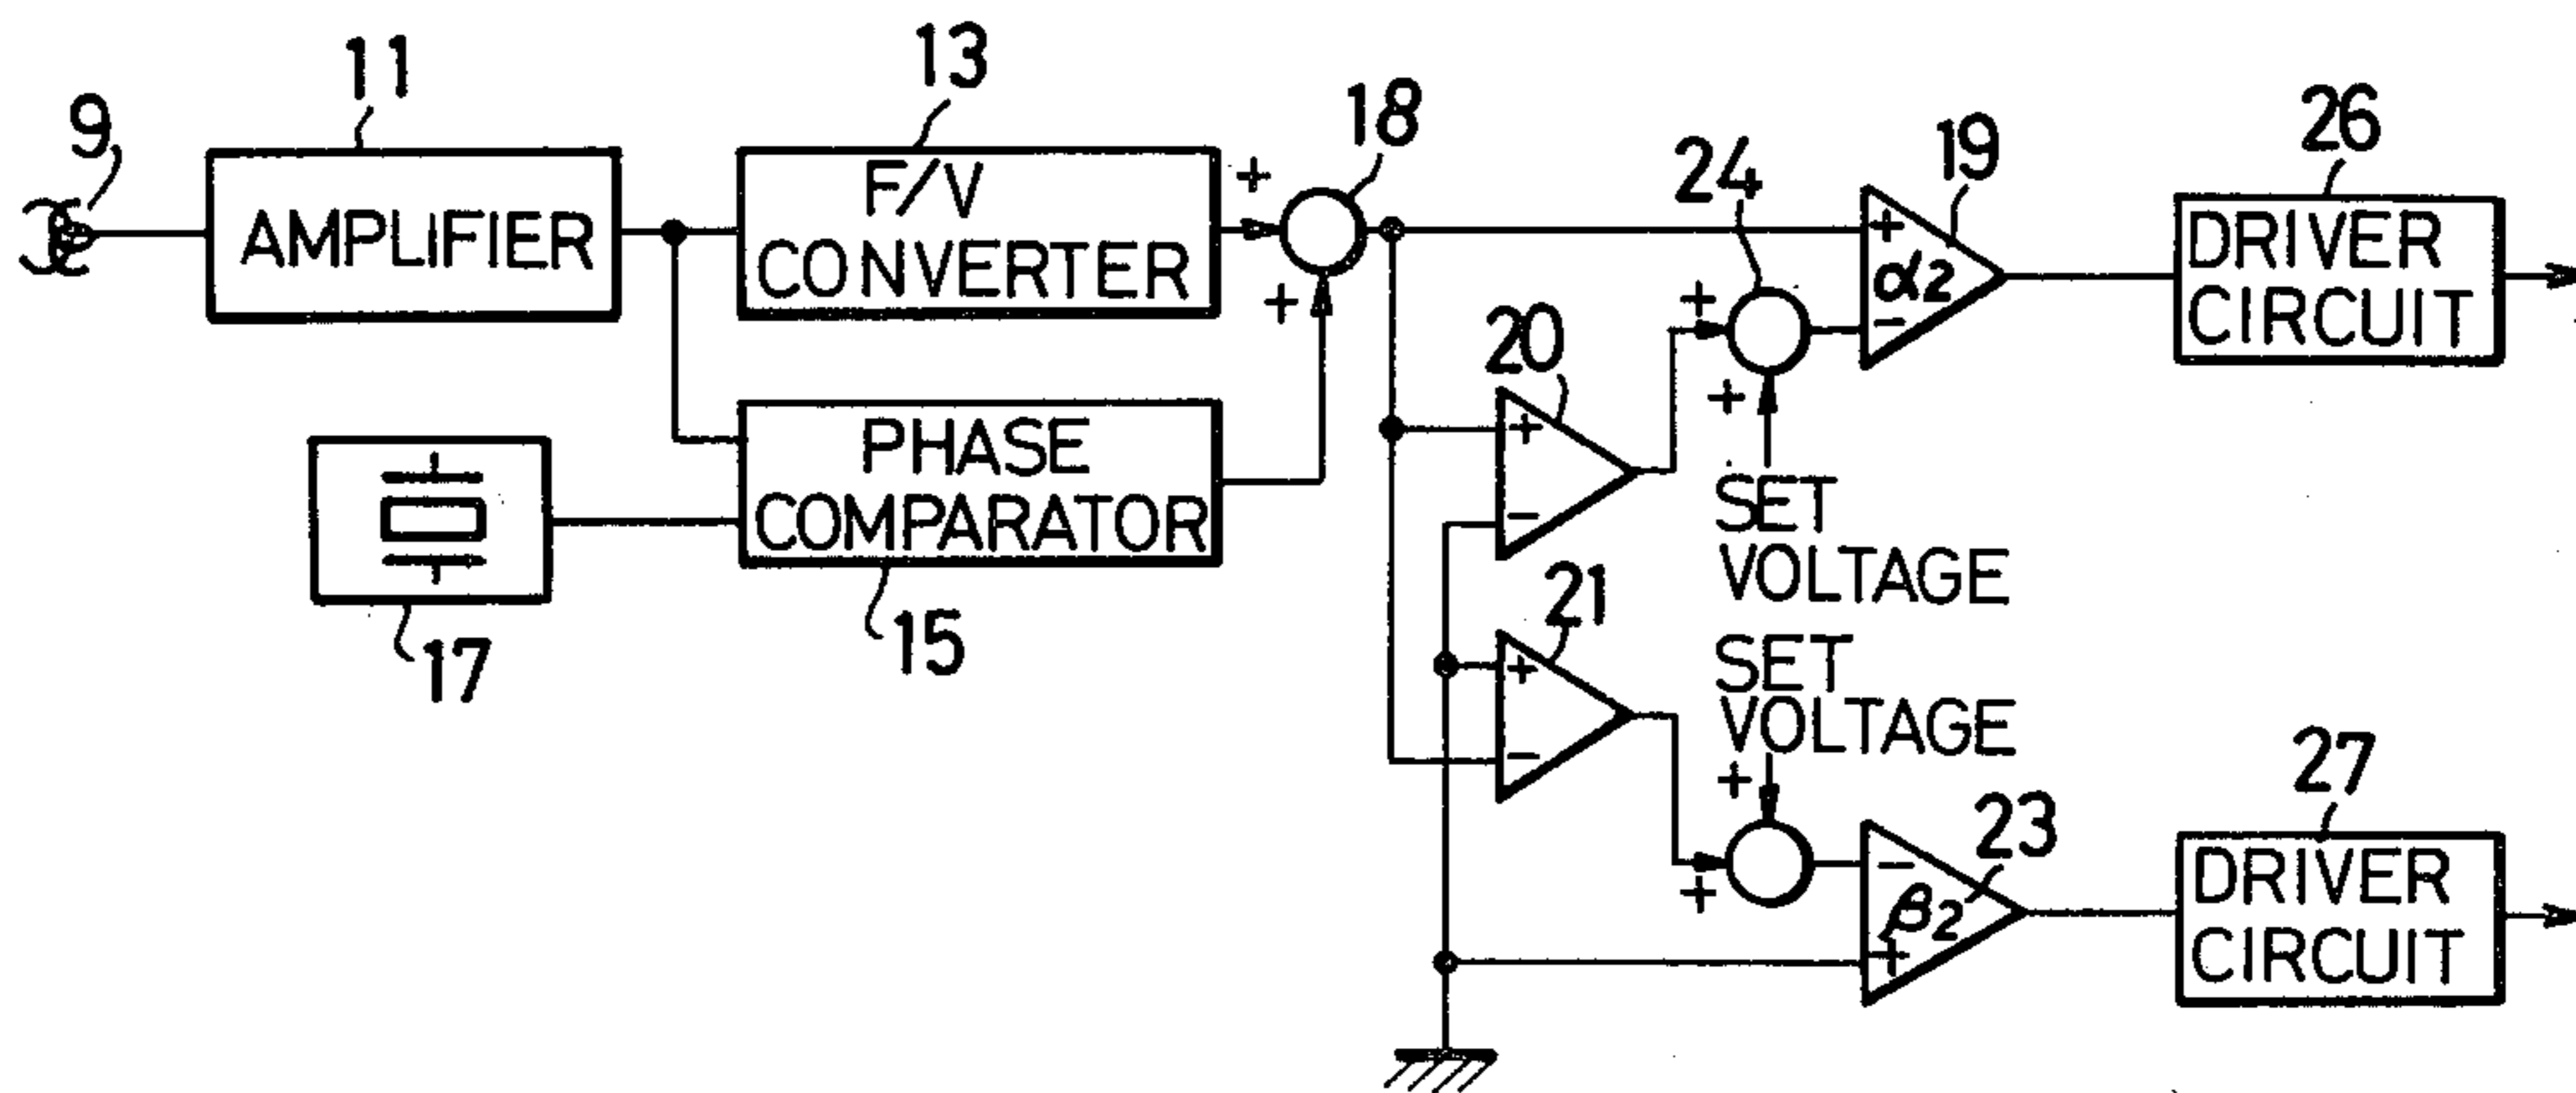 9
11
AMPLIFIER
13
F/V
CONVERTER
18
+
+
17
PHASE
COMPARATOR
15
20
+
−
21
+
−
24
+
+
SET
VOLTAGE
SET
VOLTAGE
+
+
19
+
α2
−
23
−
β2
+
26
DRIVER
CIRCUIT
27
DRIVER
CIRCUIT